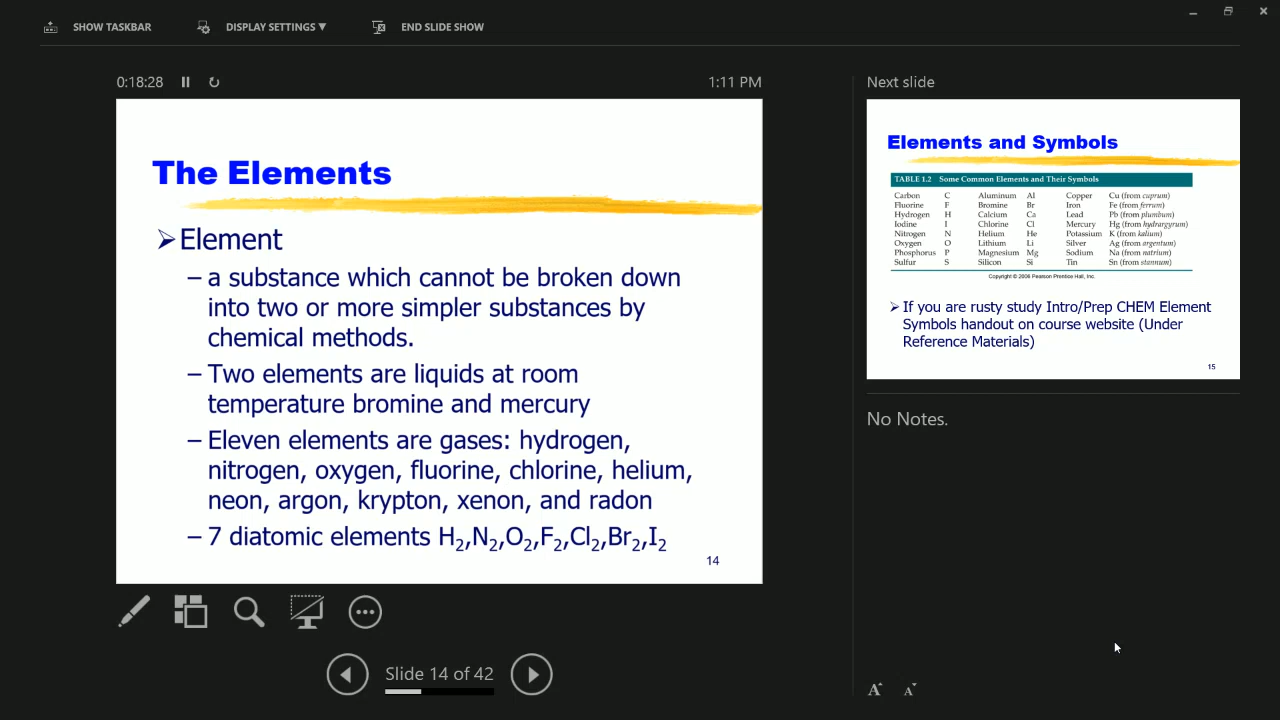 SHOW TASKBAR DISPLAY SETTINGS ▼ END SLIDE SHOW
0:18:28 1:11 PM
The Elements
➢Element
– a substance which cannot be broken down
into two or more simpler substances by
chemical methods.
– Two elements are liquids at room
temperature bromine and mercury
– Eleven elements are gases: hydrogen,
nitrogen, oxygen, fluorine, chlorine, helium,
neon, argon, krypton, xenon, and radon
– 7 diatomic elements H₂,N₂,O₂,F₂,Cl₂,Br₂,I₂
14
Slide 14 of 42
Next slide
Elements and Symbols
TABLE 1.2 Some Common Elements and Their Symbols
Carbon C Aluminum Al Copper Cu (from cuprum)
Fluorine F Bromine Br Iron Fe (from ferrum)
Hydrogen H Calcium Ca Lead Pb (from plumbum)
Iodine I Chlorine Cl Mercury Hg (from hydrargyrum)
Nitrogen N Helium He Potassium K (from kalium)
Oxygen O Lithium Li Silver Ag (from argentum)
Phosphorus P Magnesium Mg Sodium Na (from natrium)
Sulfur S Silicon Si Tin Sn (from stannum)
Copyright © 2008 Pearson Prentice Hall, Inc.
➢ If you are rusty study Intro/Prep CHEM Element
Symbols handout on course website (Under
Reference Materials)
15
No Notes.
A A